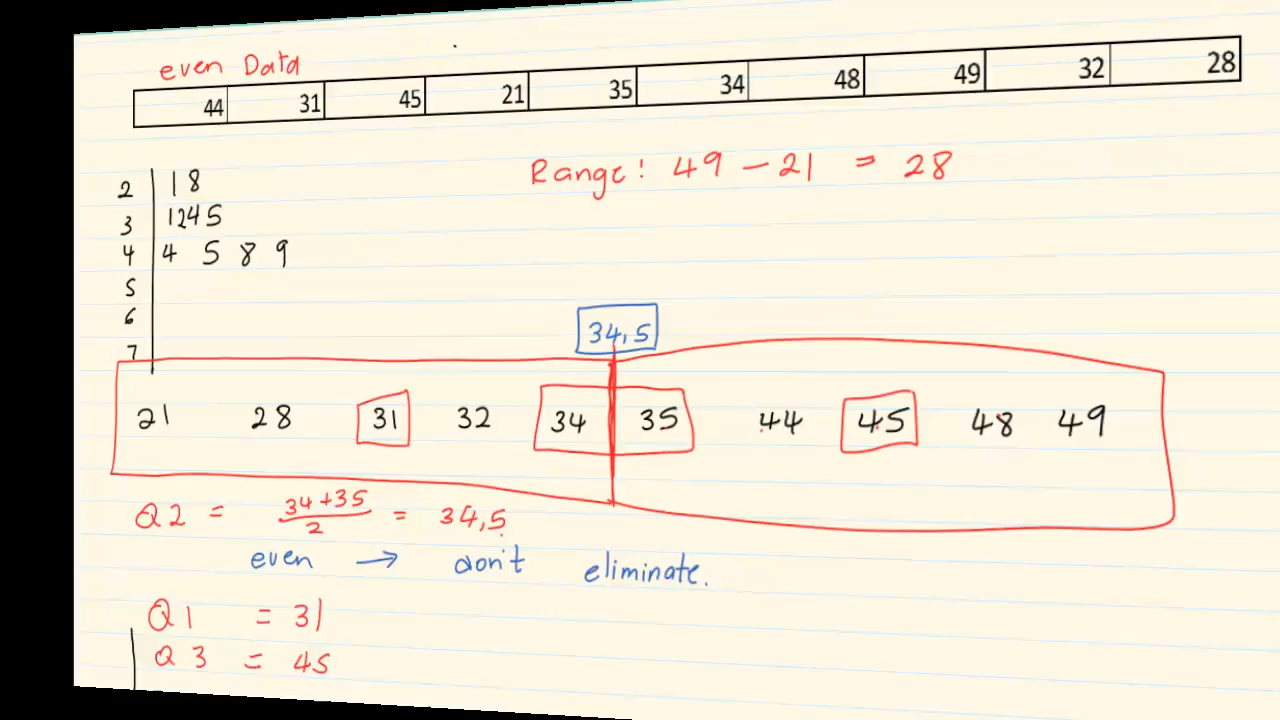 even Data
44 31 45 21 35 34 48 49 32 28
Range: 49 - 21 = 28
2 | 1 8
3 | 1 2 4 5
4 | 4 5 8 9
5
6
7
34,5
21 28 31 32 34 35 44 45 48 49
Q2 = 34+35 / 2 = 34,5
even → don't eliminate.
Q1 = 31
Q3 = 45